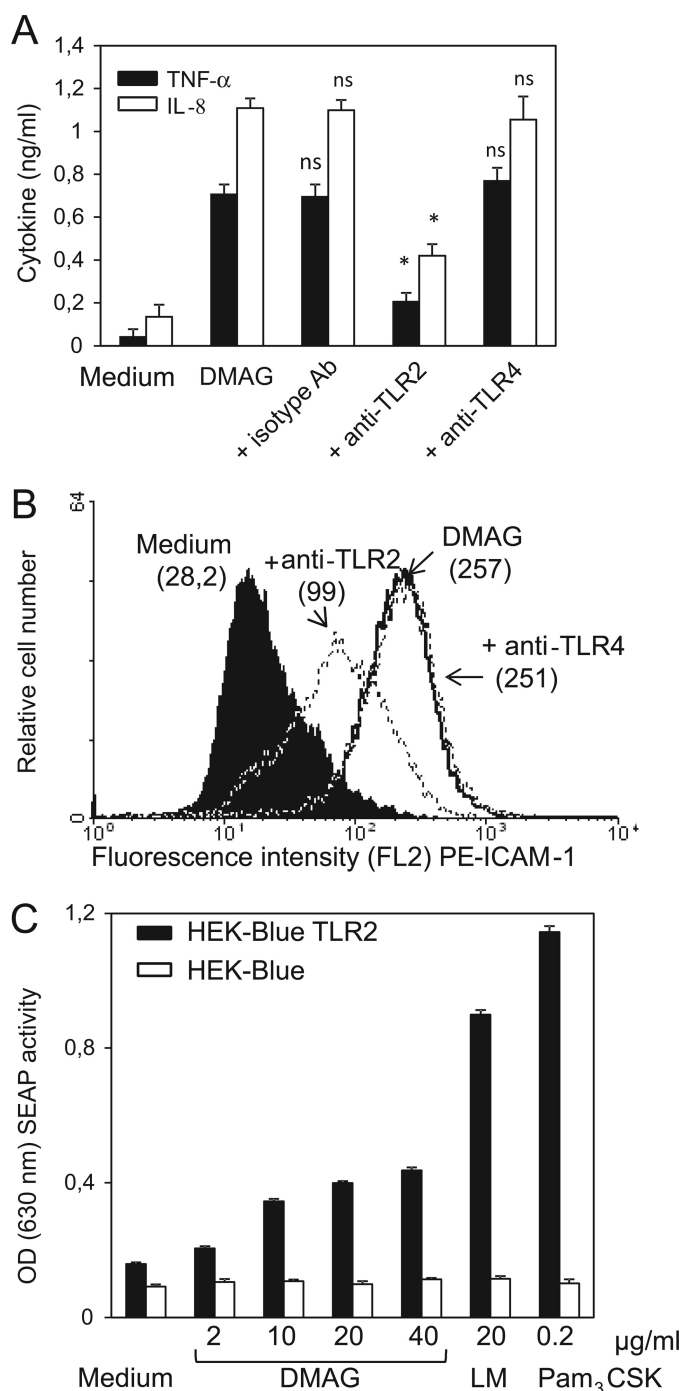 A
1,4
1,2
1
0,8
0,6
0,4
0,2
0
Cytokine (ng/ml)
TNF-α
IL-8
ns
ns
*
*
ns
ns
Medium
DMAG
+ isotype Ab
+ anti-TLR2
+ anti-TLR4
B
64
0
Relative cell number
Medium
(28,2)
+anti-TLR2
(99)
DMAG
(257)
+ anti-TLR4
(251)
10⁰
10¹
10²
10³
10⁴
Fluorescence intensity (FL2) PE-ICAM-1
C
1,2
0,8
0,4
0
OD (630 nm) SEAP activity
HEK-Blue TLR2
HEK-Blue
2 10 20 40 20 0.2 µg/ml
Medium DMAG LM Pam₃CSK